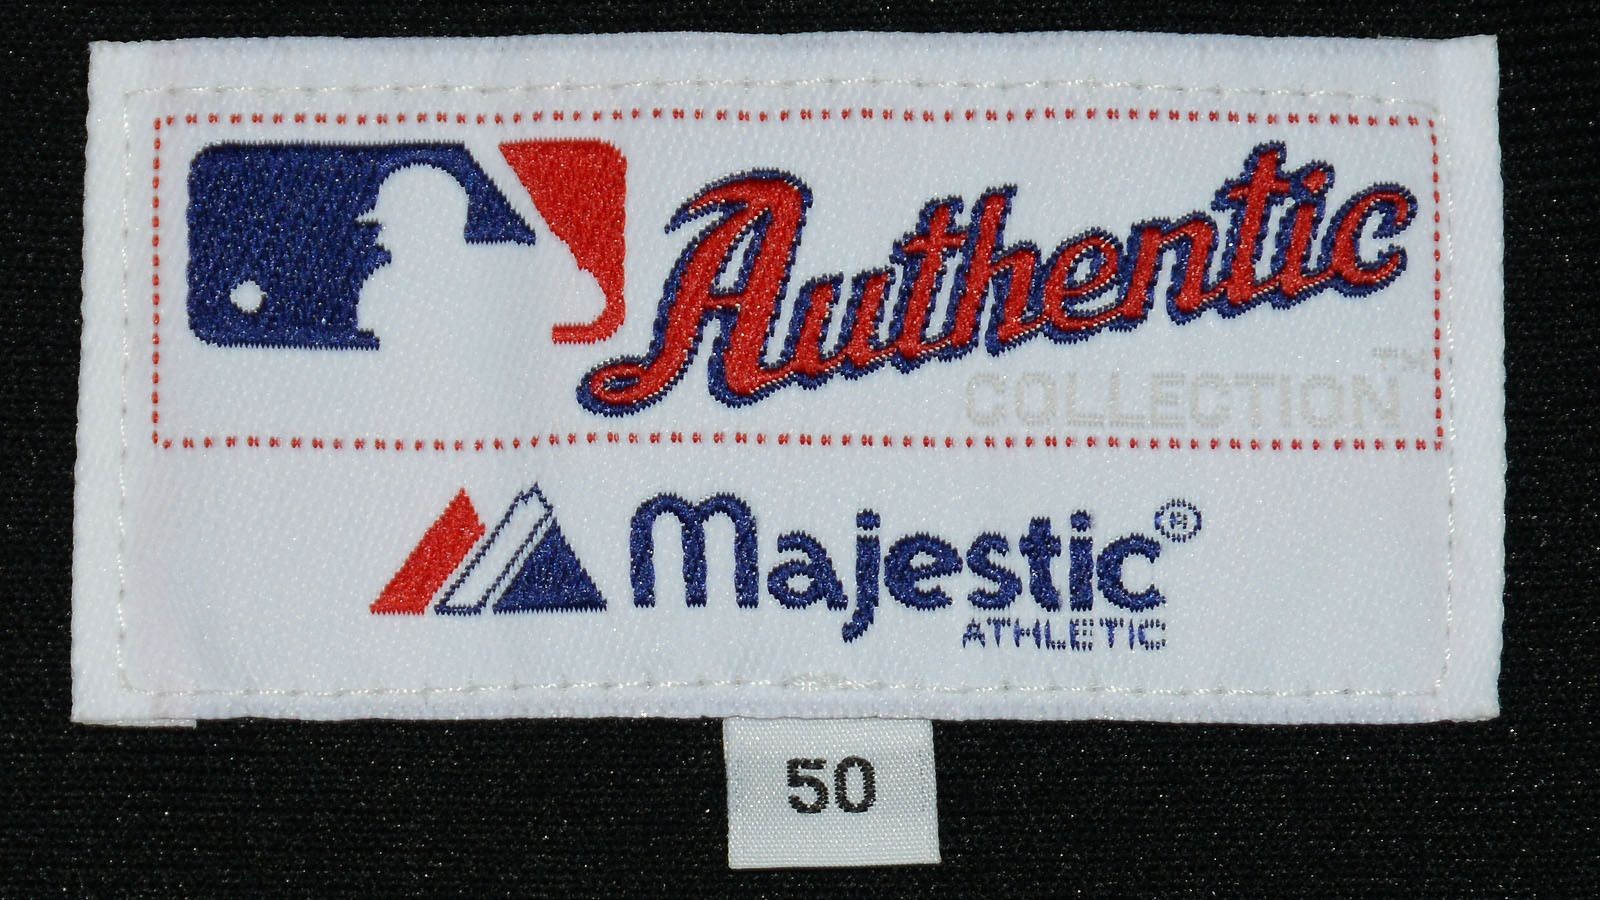 Authentic
COLLECTION™
Majestic®
ATHLETIC
50